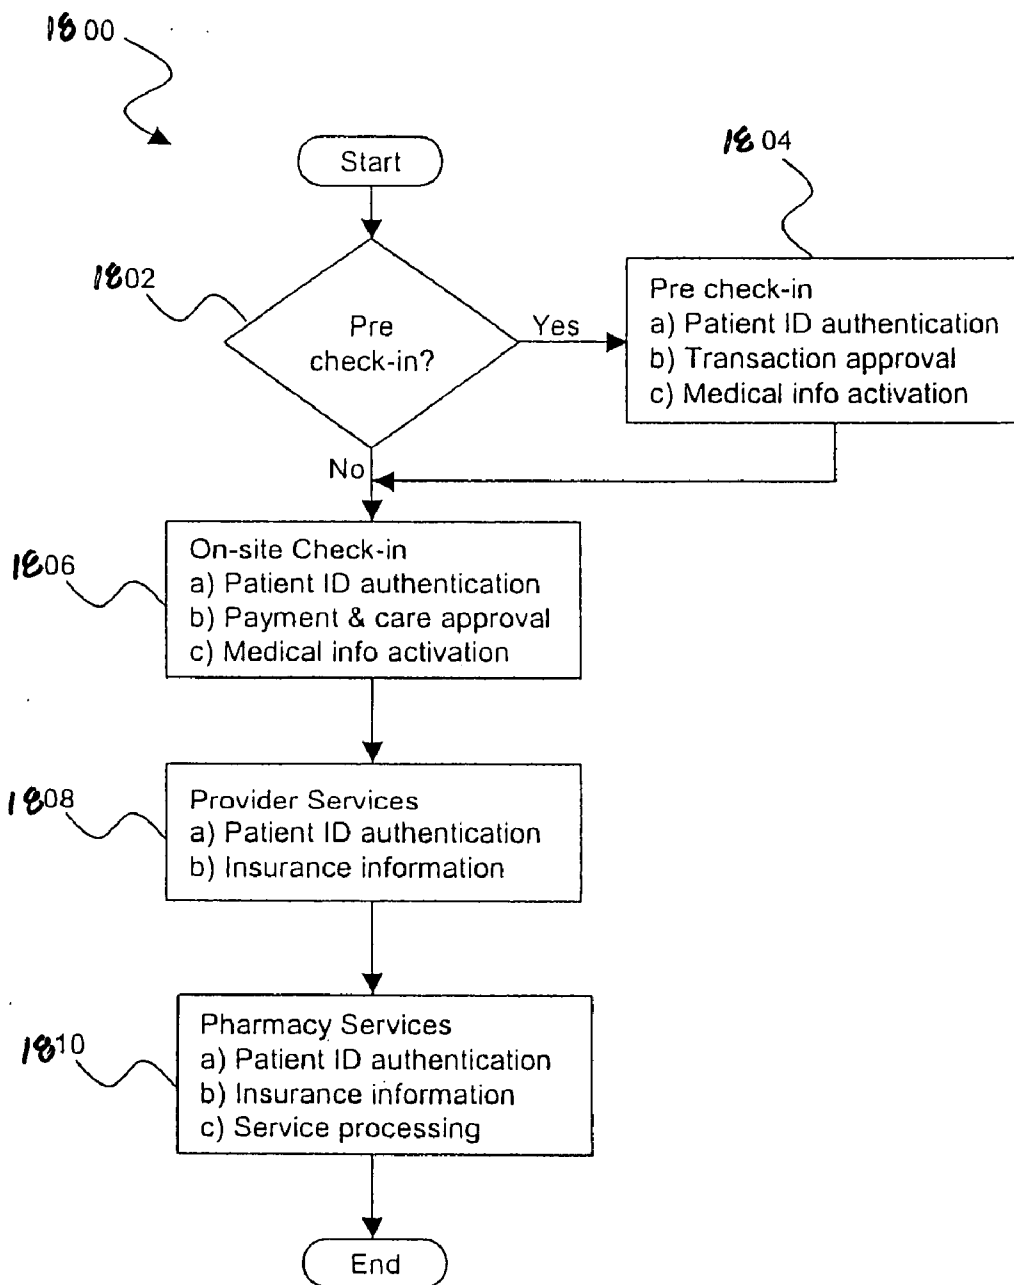 1800
Start
1804
1802
Pre
check-in?
Yes
Pre check-in
a) Patient ID authentication
b) Transaction approval
c) Medical info activation
No
1806
On-site Check-in
a) Patient ID authentication
b) Payment & care approval
c) Medical info activation
1808
Provider Services
a) Patient ID authentication
b) Insurance information
1810
Pharmacy Services
a) Patient ID authentication
b) Insurance information
c) Service processing
End